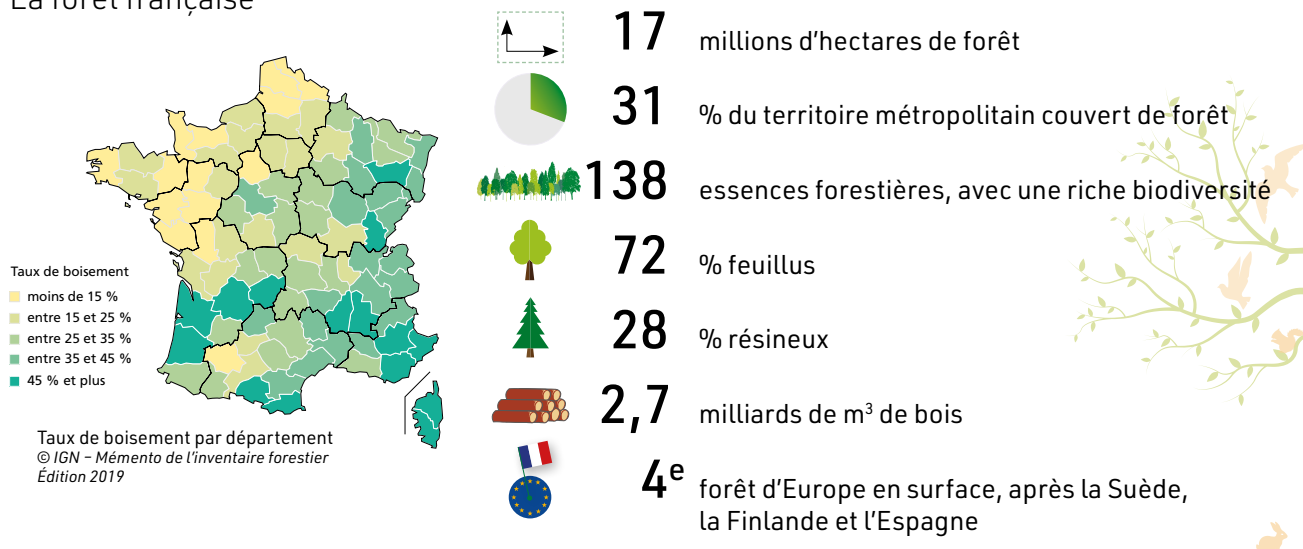 La forêt française
17 millions d'hectares de forêt
31 % du territoire métropolitain couvert de forêt
138 essences forestières, avec une riche biodiversité
72 % feuillus
28 % résineux
2,7 milliards de m³ de bois
4e forêt d'Europe en surface, après la Suède,
la Finlande et l'Espagne
Taux de boisement
moins de 15 %
entre 15 et 25 %
entre 25 et 35 %
entre 35 et 45 %
45 % et plus
Taux de boisement par département
© IGN – Mémento de l'inventaire forestier
Édition 2019